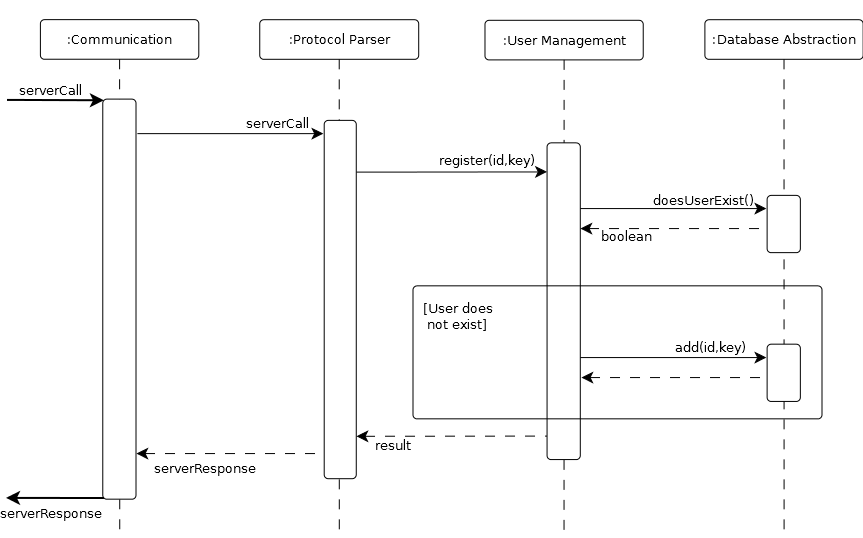 :Communication
:Protocol Parser
:User Management
:Database Abstraction
serverCall
serverCall
register(id,key)
doesUserExist()
boolean
[User does
not exist]
add(id,key)
result
serverResponse
serverResponse